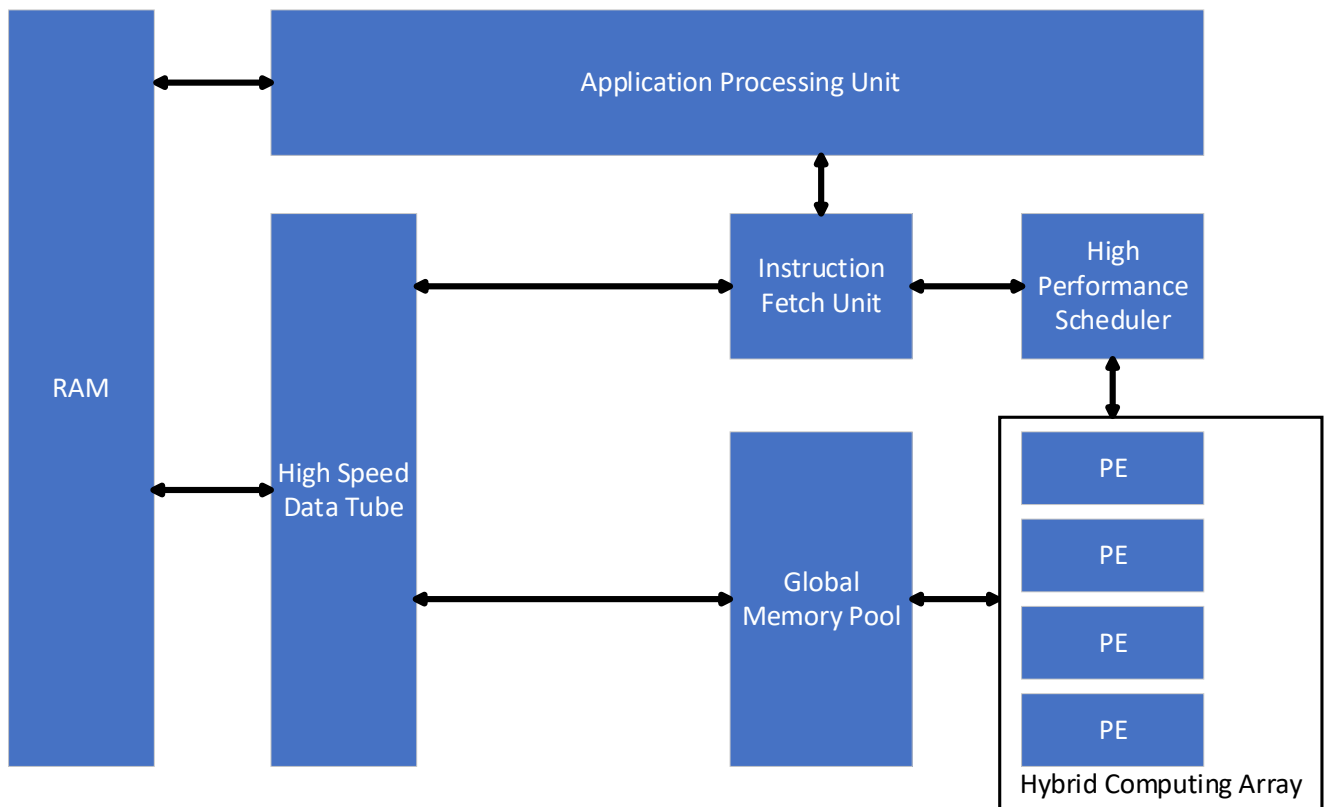 Application Processing Unit
RAM
High Speed
Data Tube
Instruction
Fetch Unit
High
Performance
Scheduler
Global
Memory Pool
PE
PE
PE
PE
Hybrid Computing Array